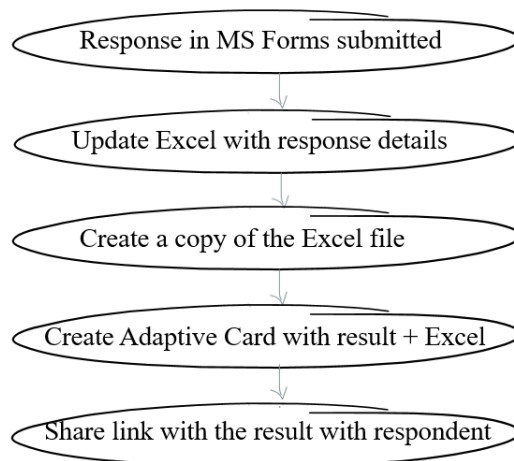 Response in MS Forms submitted
Update Excel with response details
Create a copy of the Excel file
Create Adaptive Card with result + Excel
Share link with the result with respondent